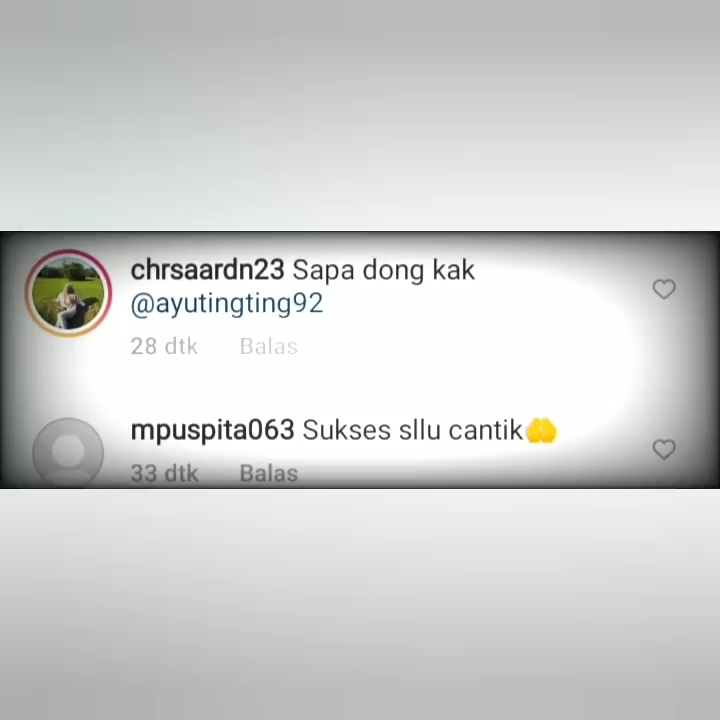 chrsaardn23 Sapa dong kak
@ayutingting92
28 dtk Balas
mpuspita063 Sukses sllu cantik🤲
33 dtk Balas